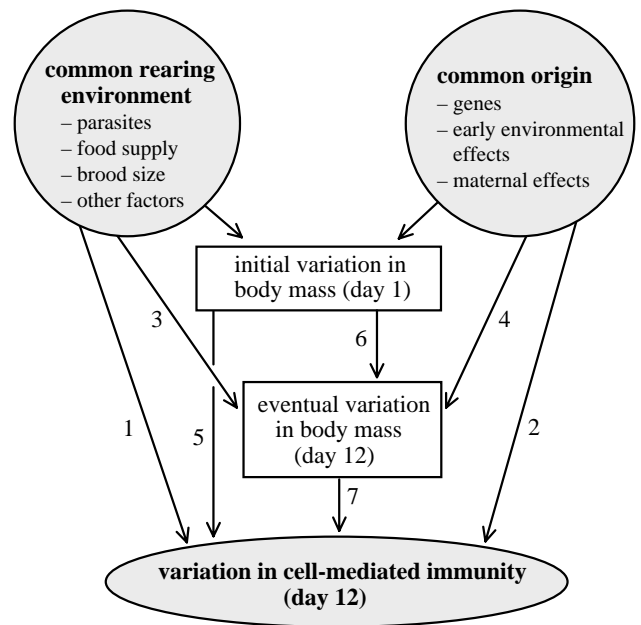 common rearing
environment
– parasites
– food supply
– brood size
– other factors
common origin
– genes
– early environmental
effects
– maternal effects
initial variation in
body mass (day 1)
3
6
4
eventual variation
in body mass
(day 12)
1
5
2
7
variation in cell-mediated immunity
(day 12)